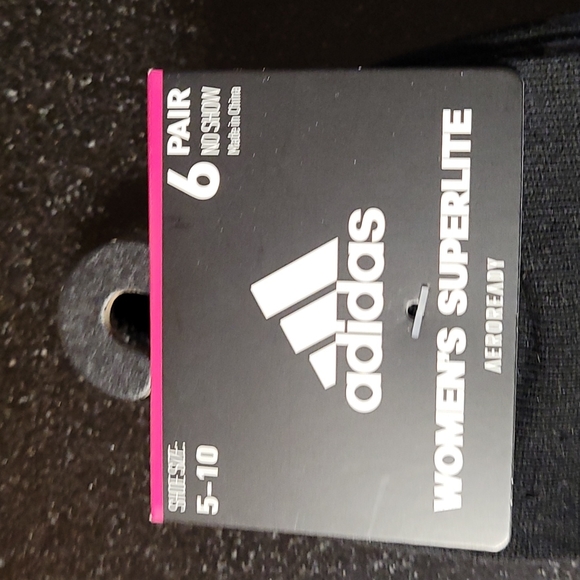 SHOE SIZE:
5-10
6 PAIR
NO SHOW
Made in China
adidas
WOMEN'S SUPERLITE
AEROREADY